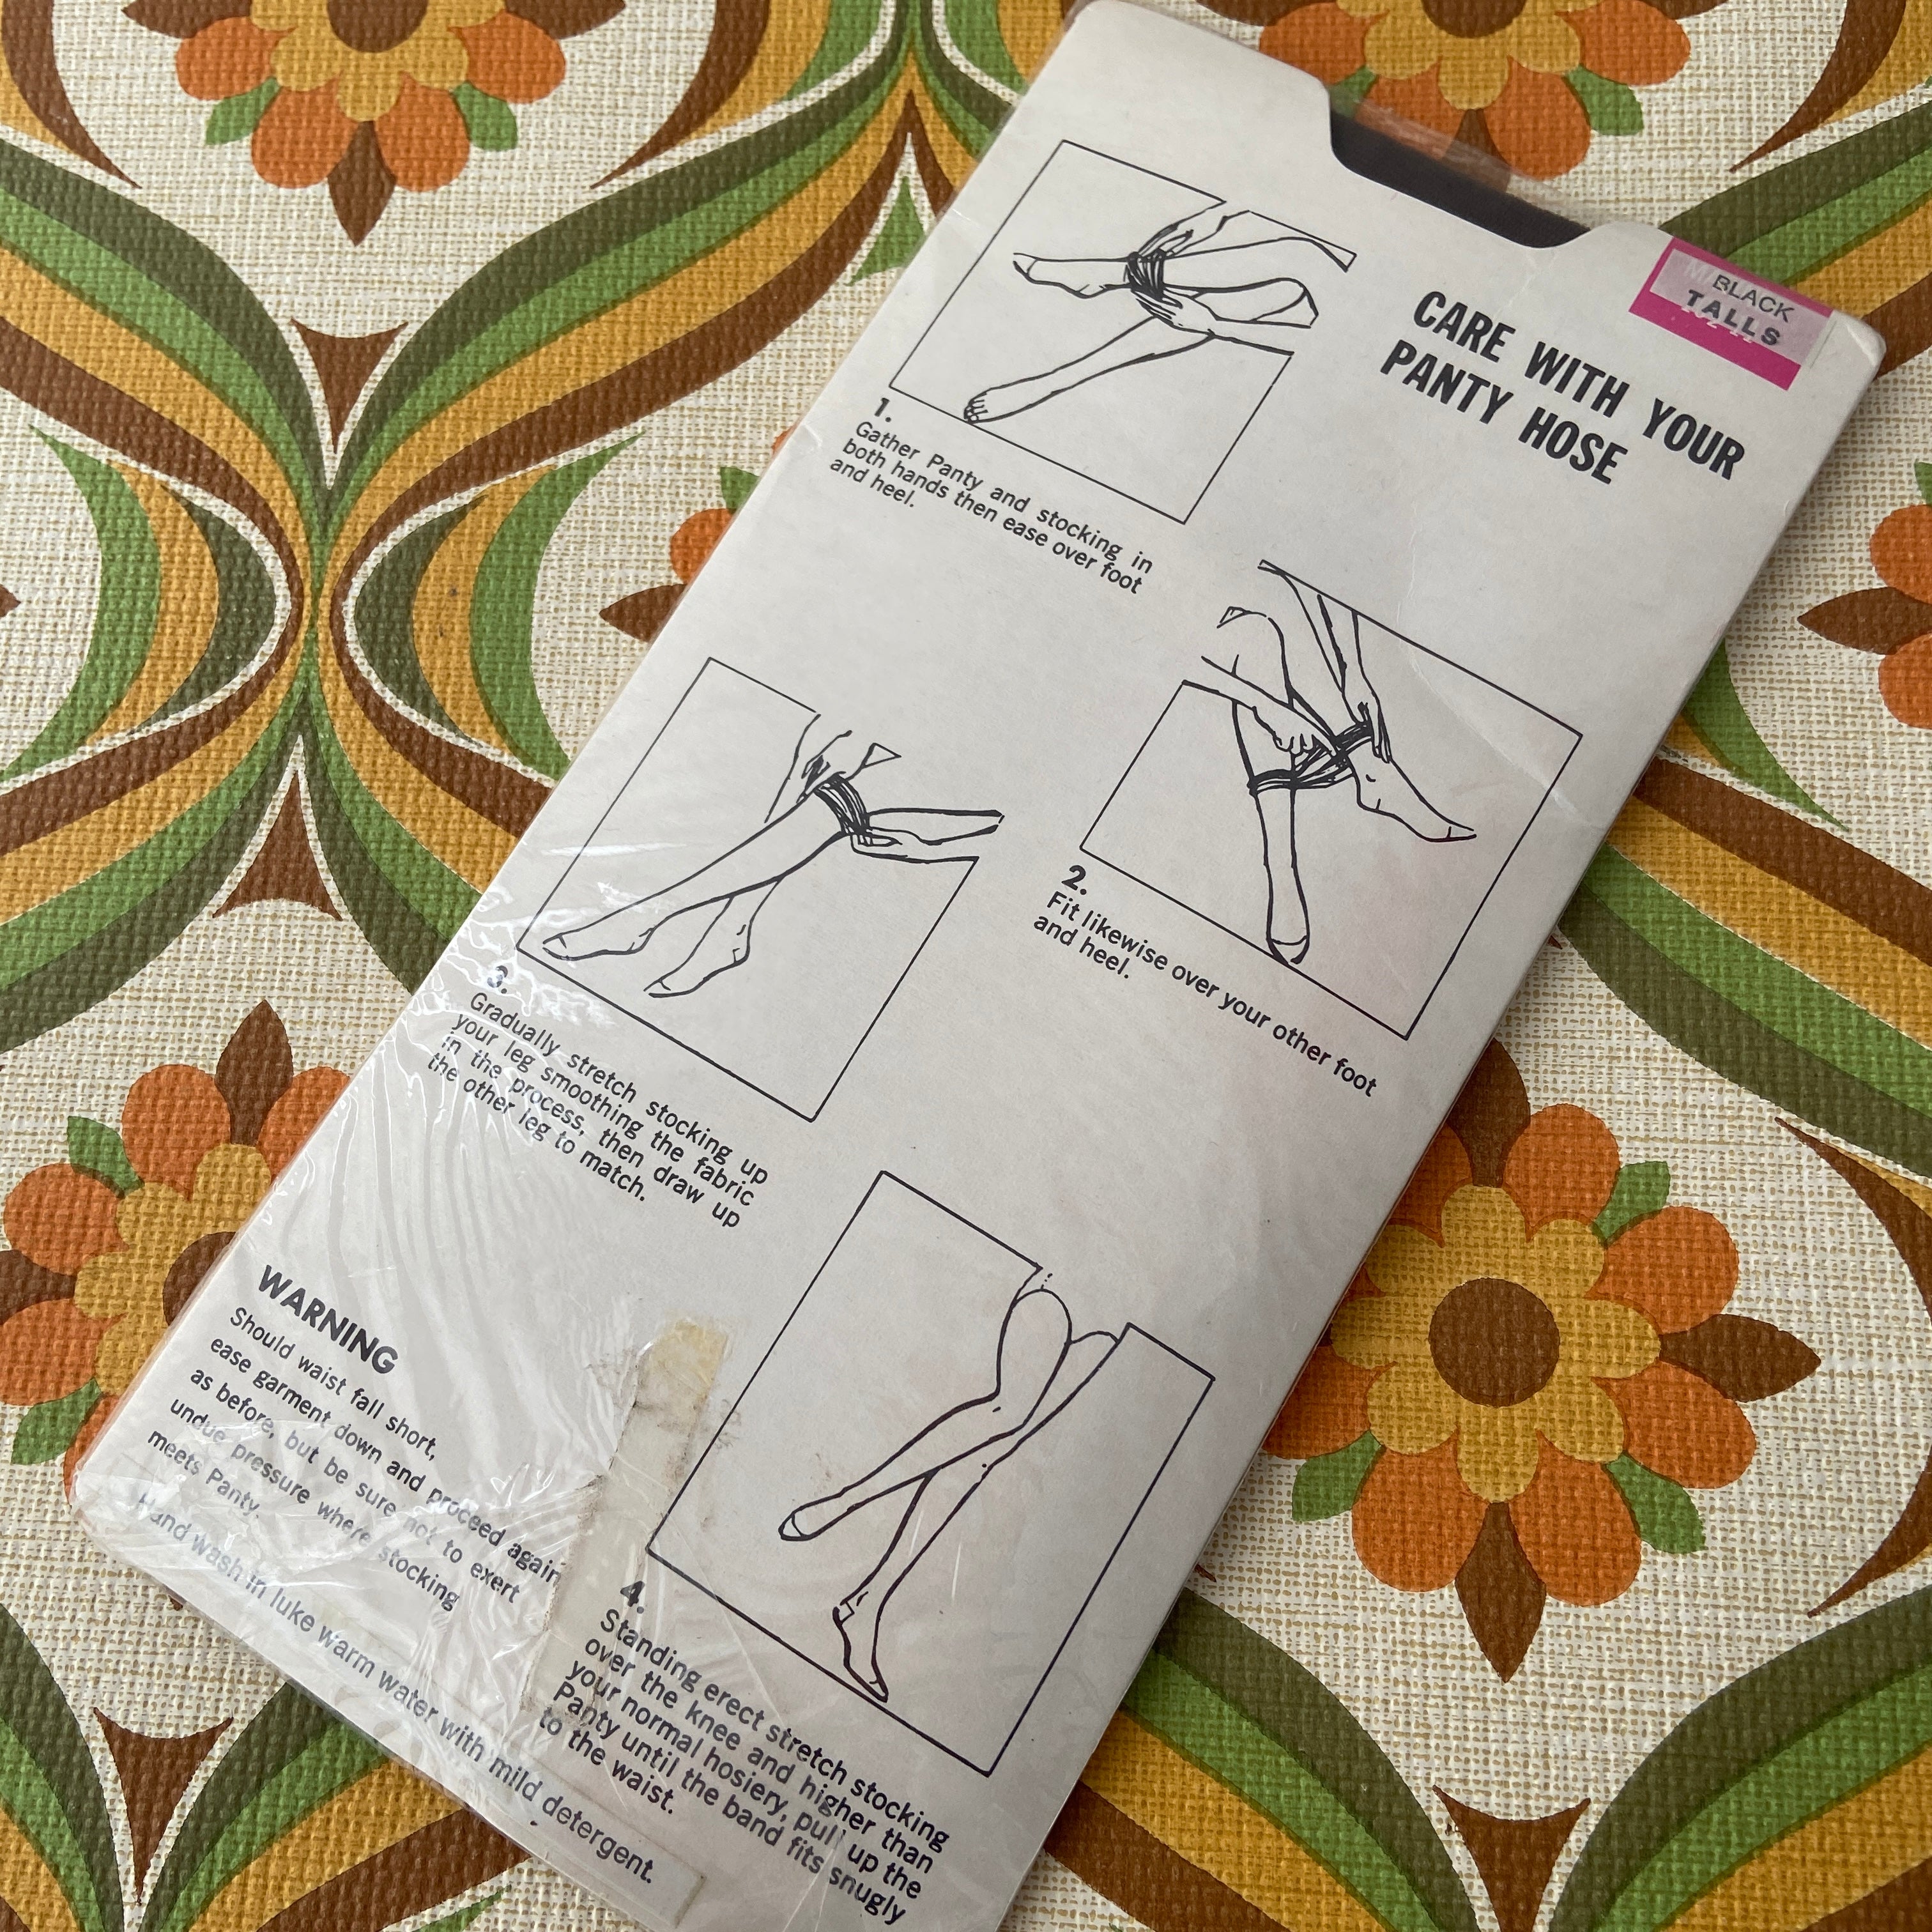 BLACK
TALLS
CARE WITH YOUR
PANTY HOSE
1.
Gather Panty and stocking in
both hands then ease over foot
and heel.
2.
Fit likewise over your other foot
and heel.
3.
Gradually stretch stocking up
your leg smoothing the fabric
in the process, then draw up
the other leg to match.
4.
Standing erect stretch stocking
over the knee and higher than
your normal hosiery, pull up the
Panty until the band fits snugly
to the waist.
WARNING
Should waist fall short,
ease garment down and proceed again
as before, but be sure not to exert
undue pressure where stocking
meets Panty.
Hand wash in luke warm water with mild detergent.